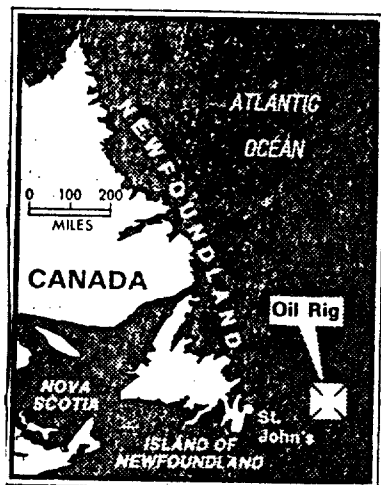 ATLANTIC
OCEAN
NEWFOUNDLAND
0 100 200
MILES
CANADA
Oil Rig
NOVA
SCOTIA
St.
John's
ISLAND OF
NEWFOUNDLAND